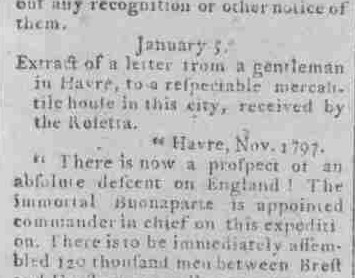 out any recognition or other notice of
them.
January 5.
Extract of a letter from a gentleman
in Havre, to a reſpectable mercan-
tile houſe in this city, received by
the Roſetta.
“ Havre, Nov. 1797.
“ There is now a proſpect of an
abſolute deſcent on England! The
immortal Buonaparte is appointed
commander in chief on this expediti
on. There is to be immediately aſſem-
bled 120 thouſand men between Breſt